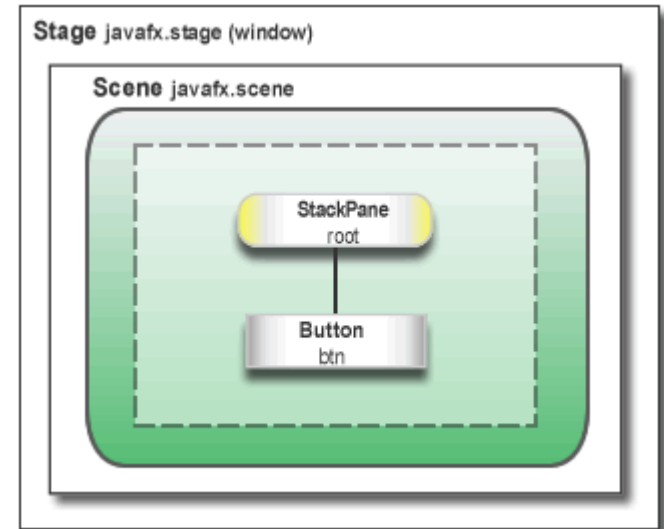 Stage javafx.stage (window)
Scene javafx.scene
StackPane
root
Button
btn